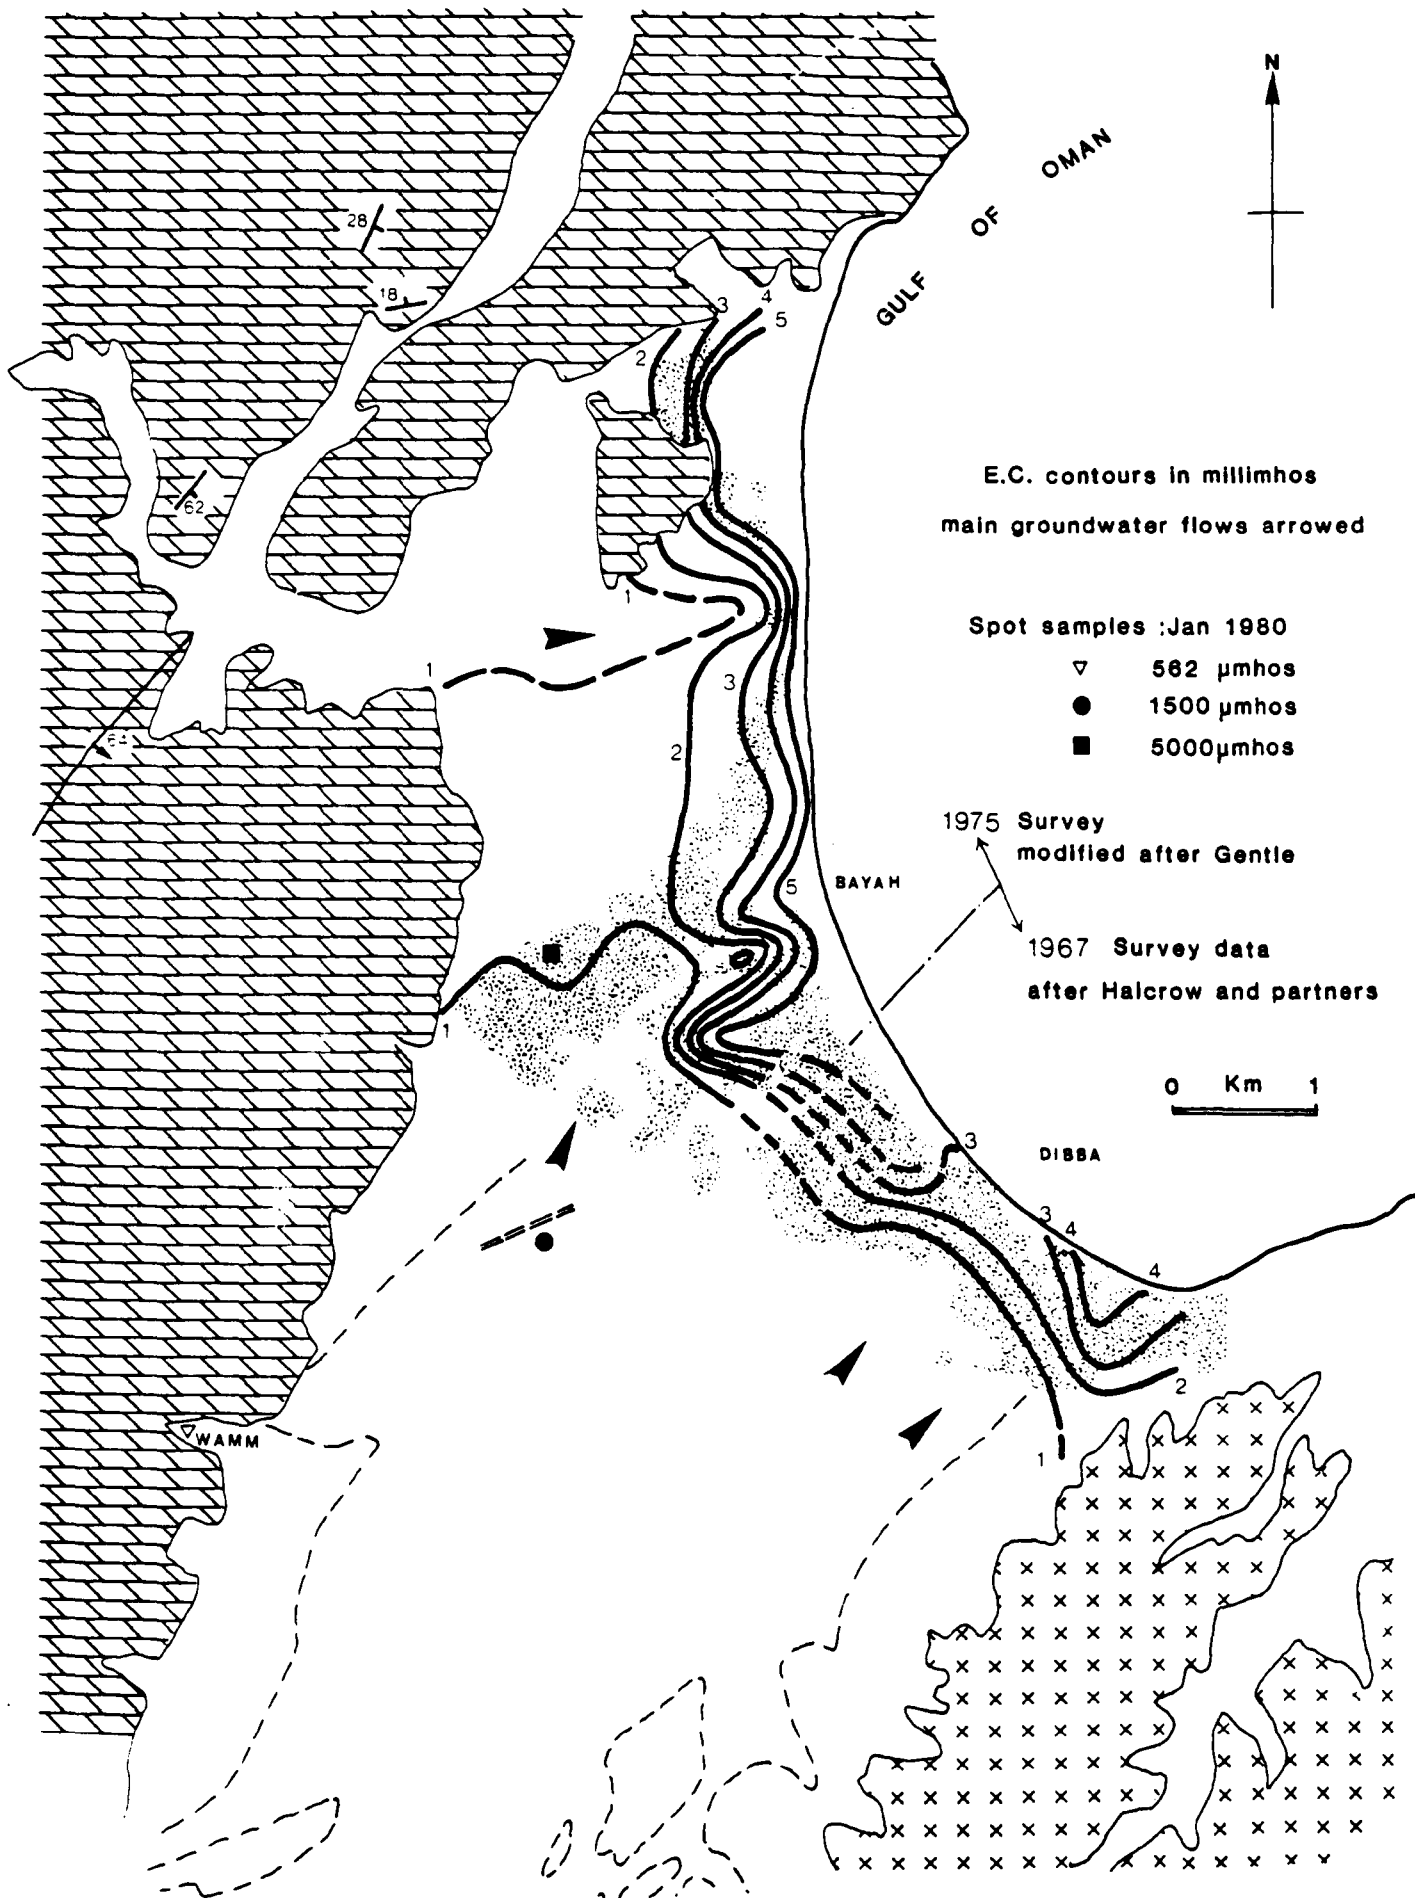 N
GULF OF OMAN
28
18
3
4
5
2
62
E.C. contours in millimhos
main groundwater flows arrowed
1
Spot samples :Jan 1980
▽ 562 µmhos
● 1500 µmhos
■ 5000µmhos
1
3
64
2
1975 Survey
modified after Gentle
5
BAYAH
1967 Survey data
after Halcrow and partners
1
0 Km 1
3
DIBBA
3
4
4
2
WAMM
1